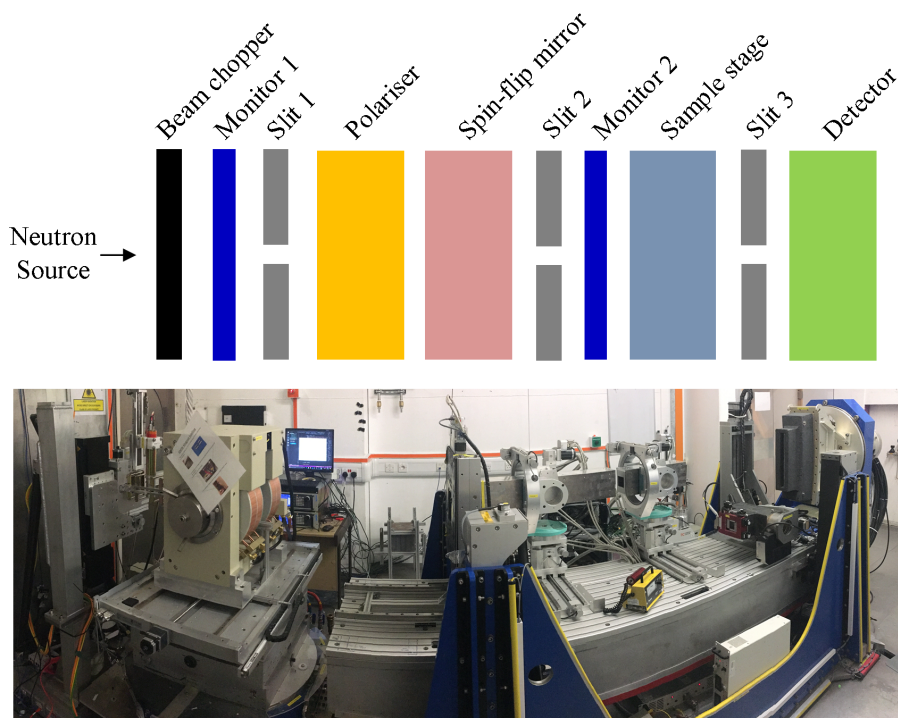 Beam chopper
Monitor 1
Slit 1
Polariser
Spin-flip mirror
Slit 2
Monitor 2
Sample stage
Slit 3
Detector
Neutron
Source